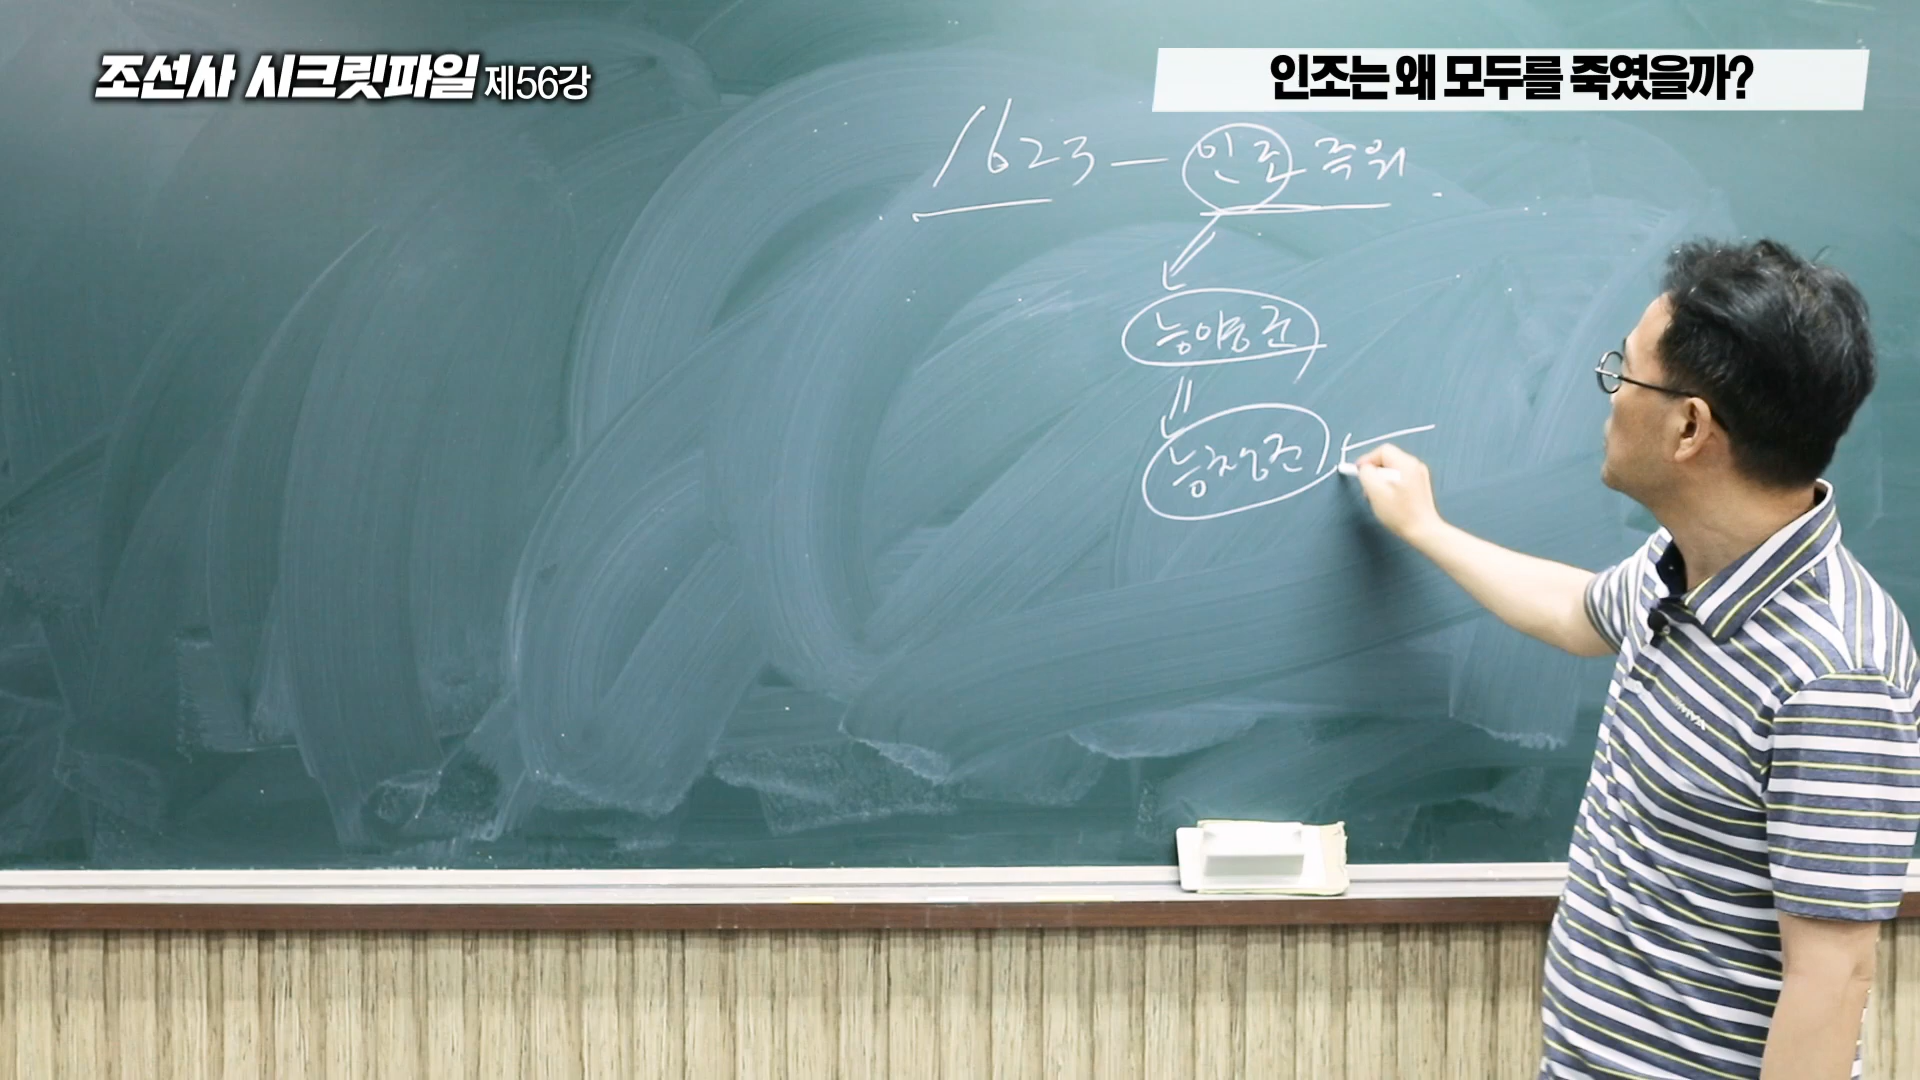 조선사 시크릿파일 제56강
인조는 왜 모두를 죽였을까?
1623 - 인조 즉위
능양군
능창군